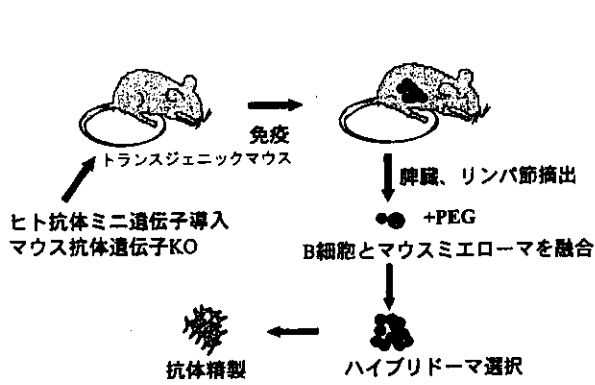 免疫
トランスジェニックマウス
脾臓、リンパ節摘出
ヒト抗体ミニ遺伝子導入
マウス抗体遺伝子KO
+PEG
B細胞とマウスミエローマを融合
抗体精製
ハイブリドーマ選択